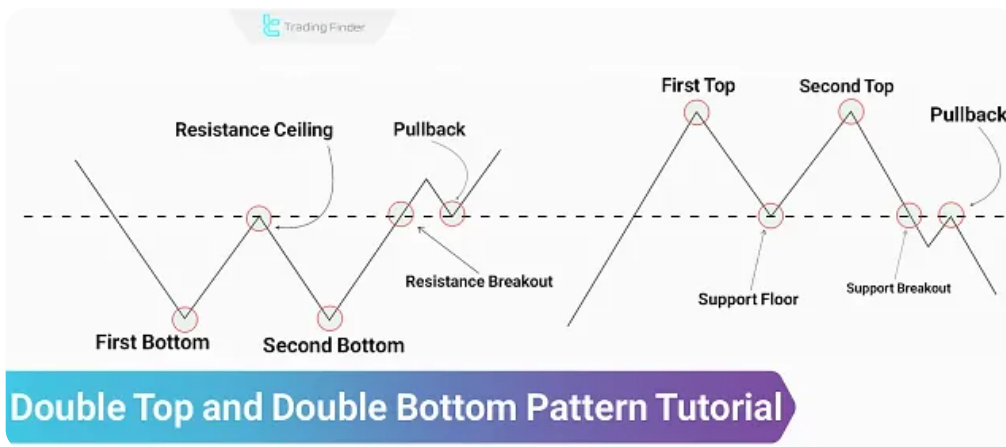 Trading Finder
Resistance Ceiling
Pullback
Resistance Breakout
First Bottom
Second Bottom
First Top
Second Top
Pullback
Support Floor
Support Breakout
Double Top and Double Bottom Pattern Tutorial